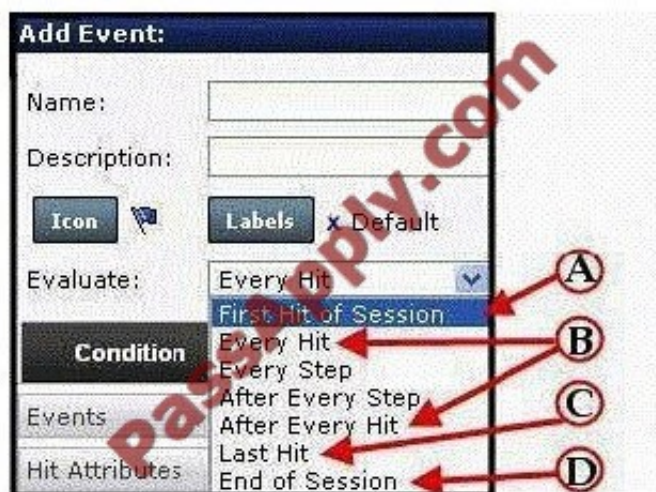 Add Event:
Name:
Description:
Icon Labels x Default
Evaluate: Every Hit
First Hit of Session A
Condition Every Hit B
Every Step
After Every Step
Events After Every Hit
Last Hit C
Hit Attributes End of Session D
PassApply.com